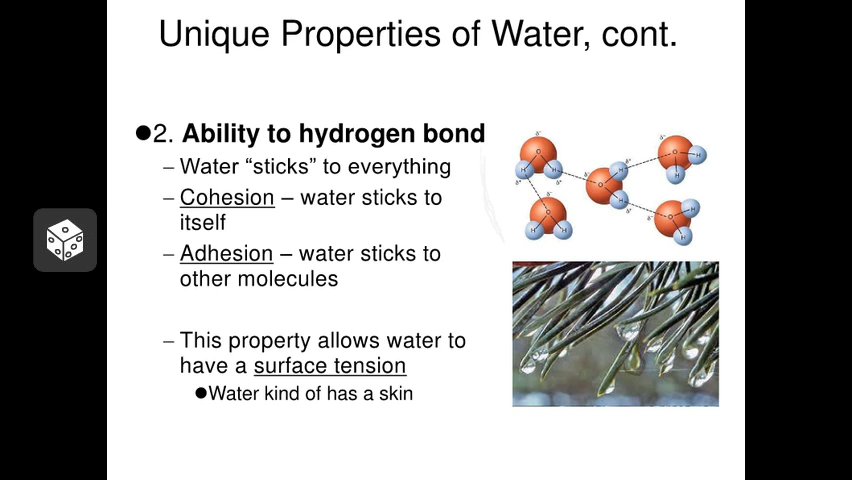 Unique Properties of Water, cont.
●2. Ability to hydrogen bond
– Water “sticks” to everything
– Cohesion – water sticks to
itself
– Adhesion – water sticks to
other molecules
– This property allows water to
have a surface tension
●Water kind of has a skin
δ-
O
H
H
δ+
δ+
δ-
O
H
H
δ-
O
H
H
δ+
δ+
δ-
O
H
H
δ-
O
H
H